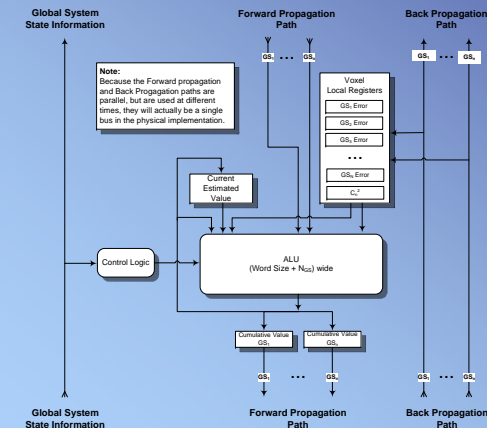 Global System
State Information
Forward Propagation
Path
Back Propagation
Path
GS1 ... GSn
GS1 ... GSn
Note:
Because the Forward propagation
and Back Progagation paths are
parallel, but are used at different
times, they will actually be a single
bus in the physical implementation.
Voxel
Local Registers
GS1 Error
GS2 Error
GS3 Error
...
GSN Error
Cn²
Current
Estimated
Value
Control Logic
ALU
(Word Size + NGS) wide
Cumulative Value
GS1
Cumulative Value
GSn
GS1 ... GSn
GS1 ... GSn
Global System
State Information
Forward Propagation
Path
Back Propagation
Path